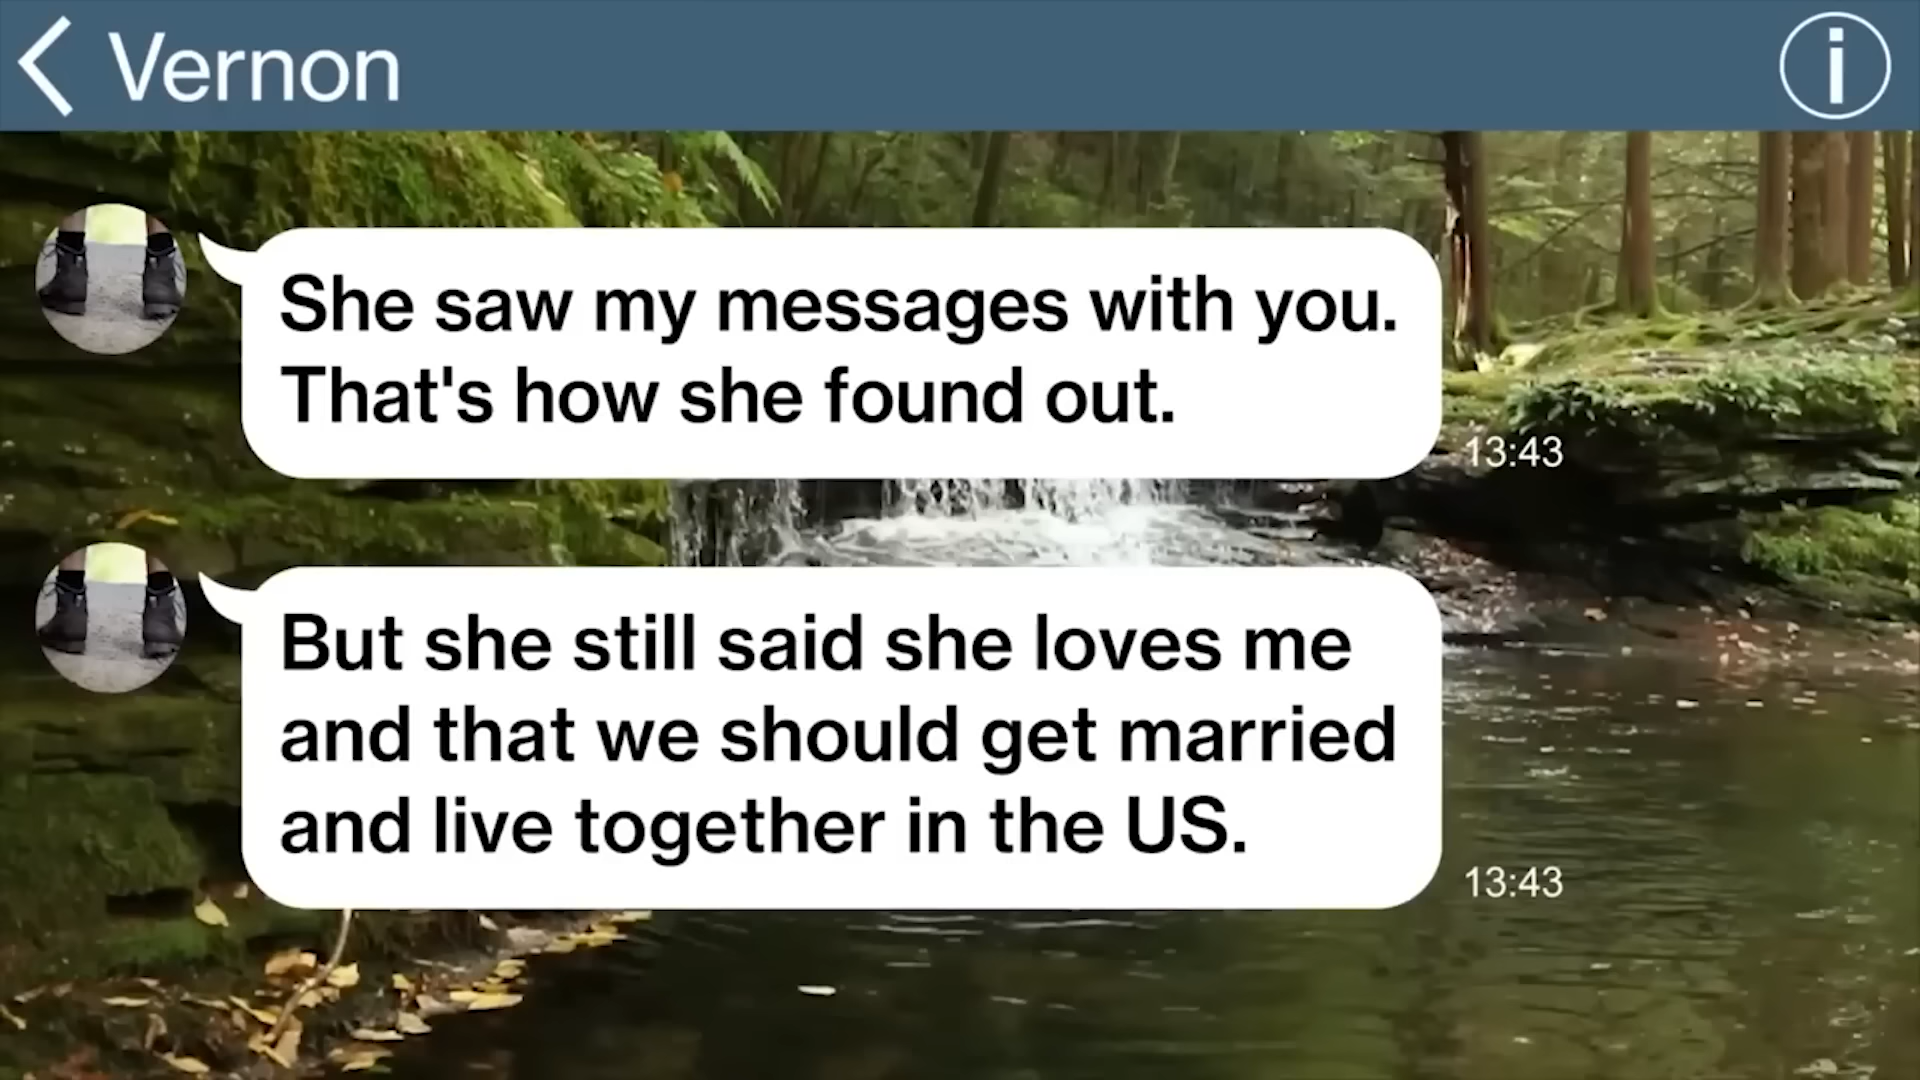 Vernon
She saw my messages with you.
That's how she found out.
13:43
But she still said she loves me
and that we should get married
and live together in the US.
13:43